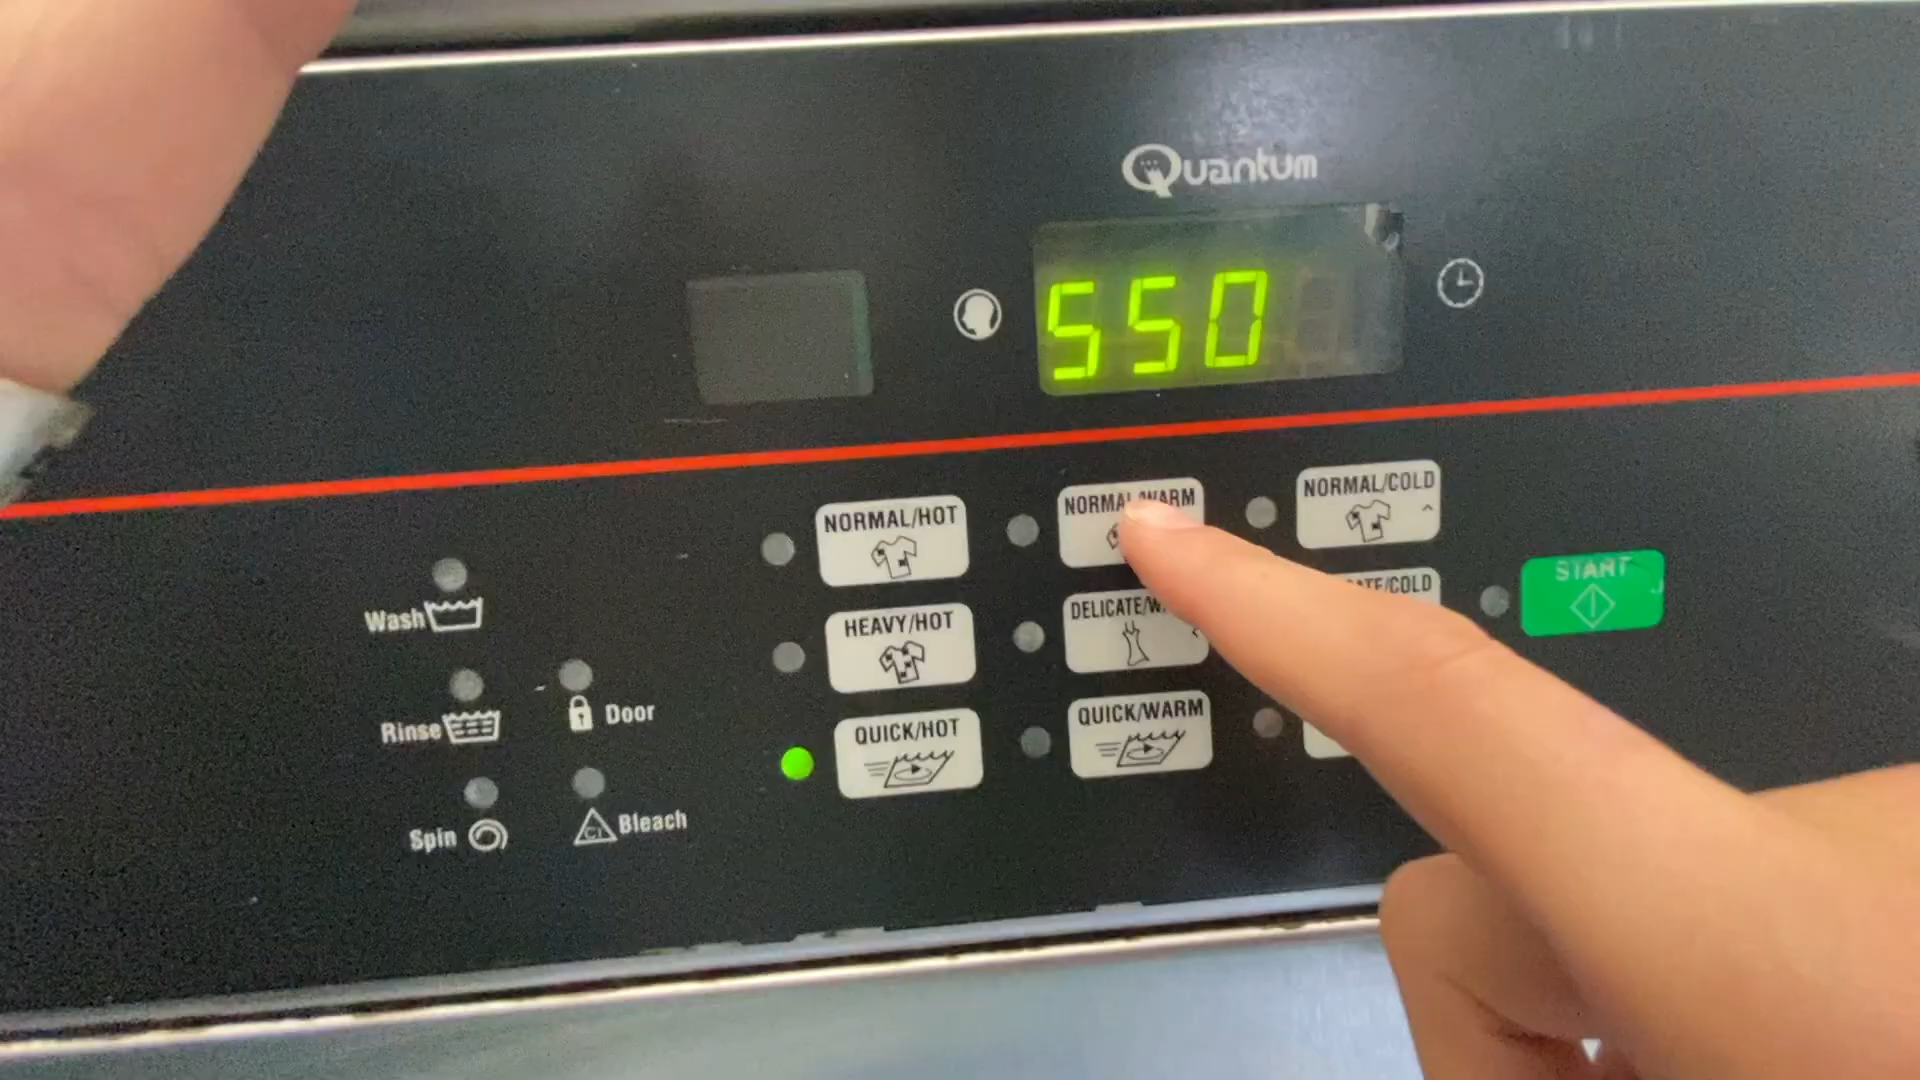 Quantum
550
NORMAL/HOT
NORMAL/WARM
NORMAL/COLD
START
Wash
HEAVY/HOT
DELICATE/W
ATE/COLD
Rinse
Door
QUICK/HOT
QUICK/WARM
Spin
Cl
Bleach